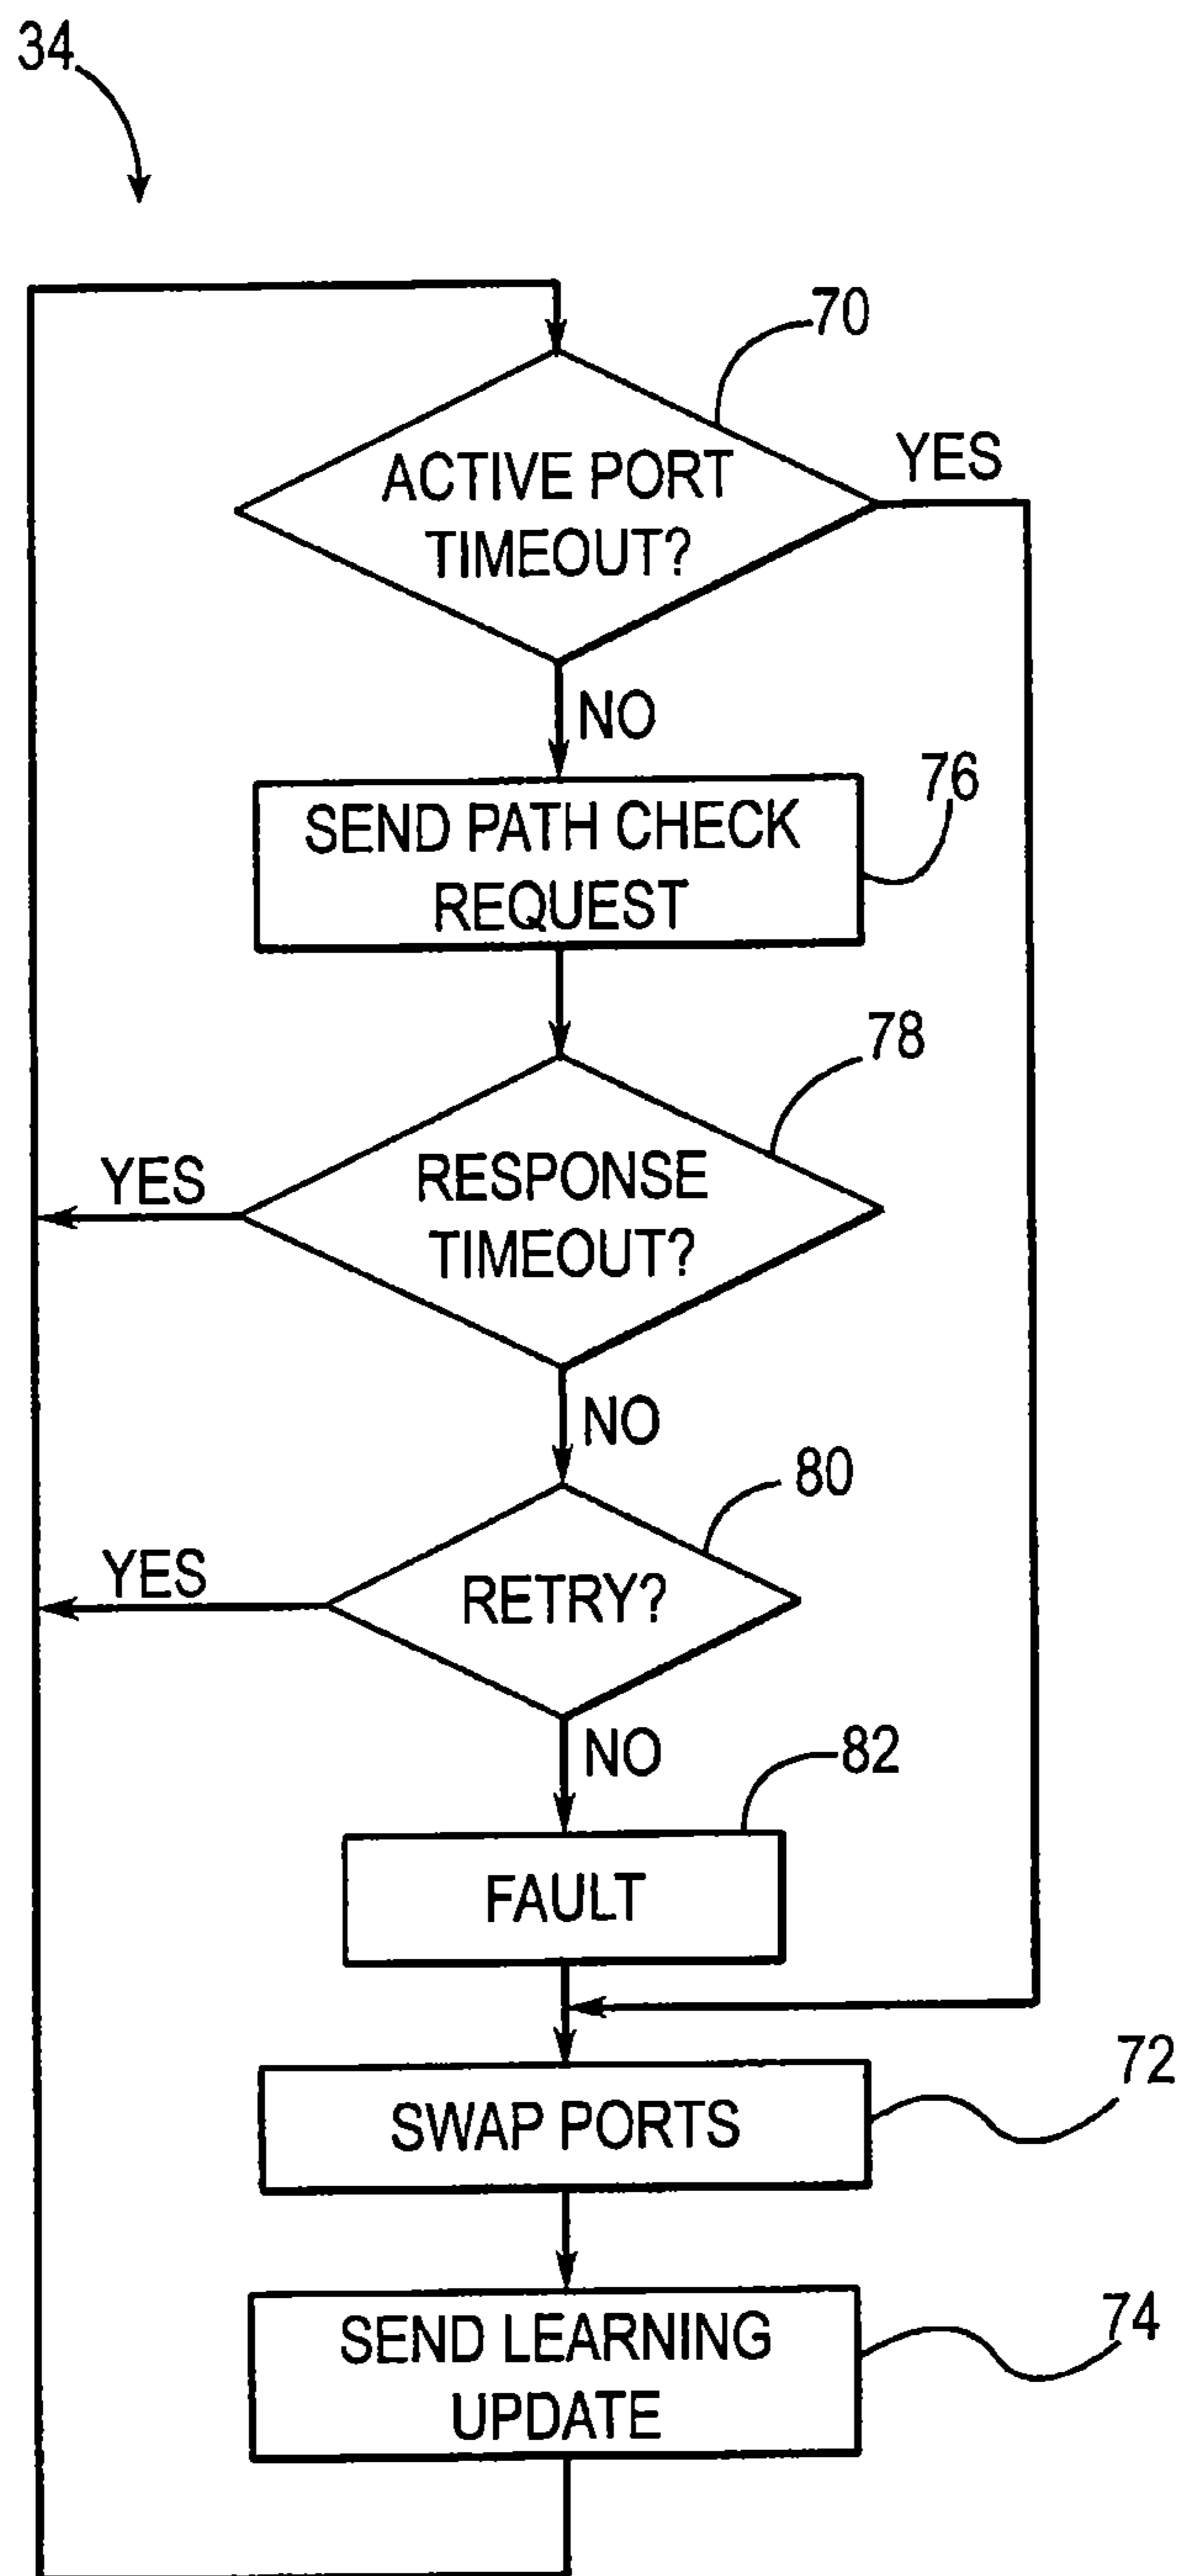 34
70
ACTIVE PORT
TIMEOUT?
YES
NO
SEND PATH CHECK
REQUEST
76
78
RESPONSE
TIMEOUT?
YES
NO
80
RETRY?
YES
NO
82
FAULT
72
SWAP PORTS
74
SEND LEARNING
UPDATE